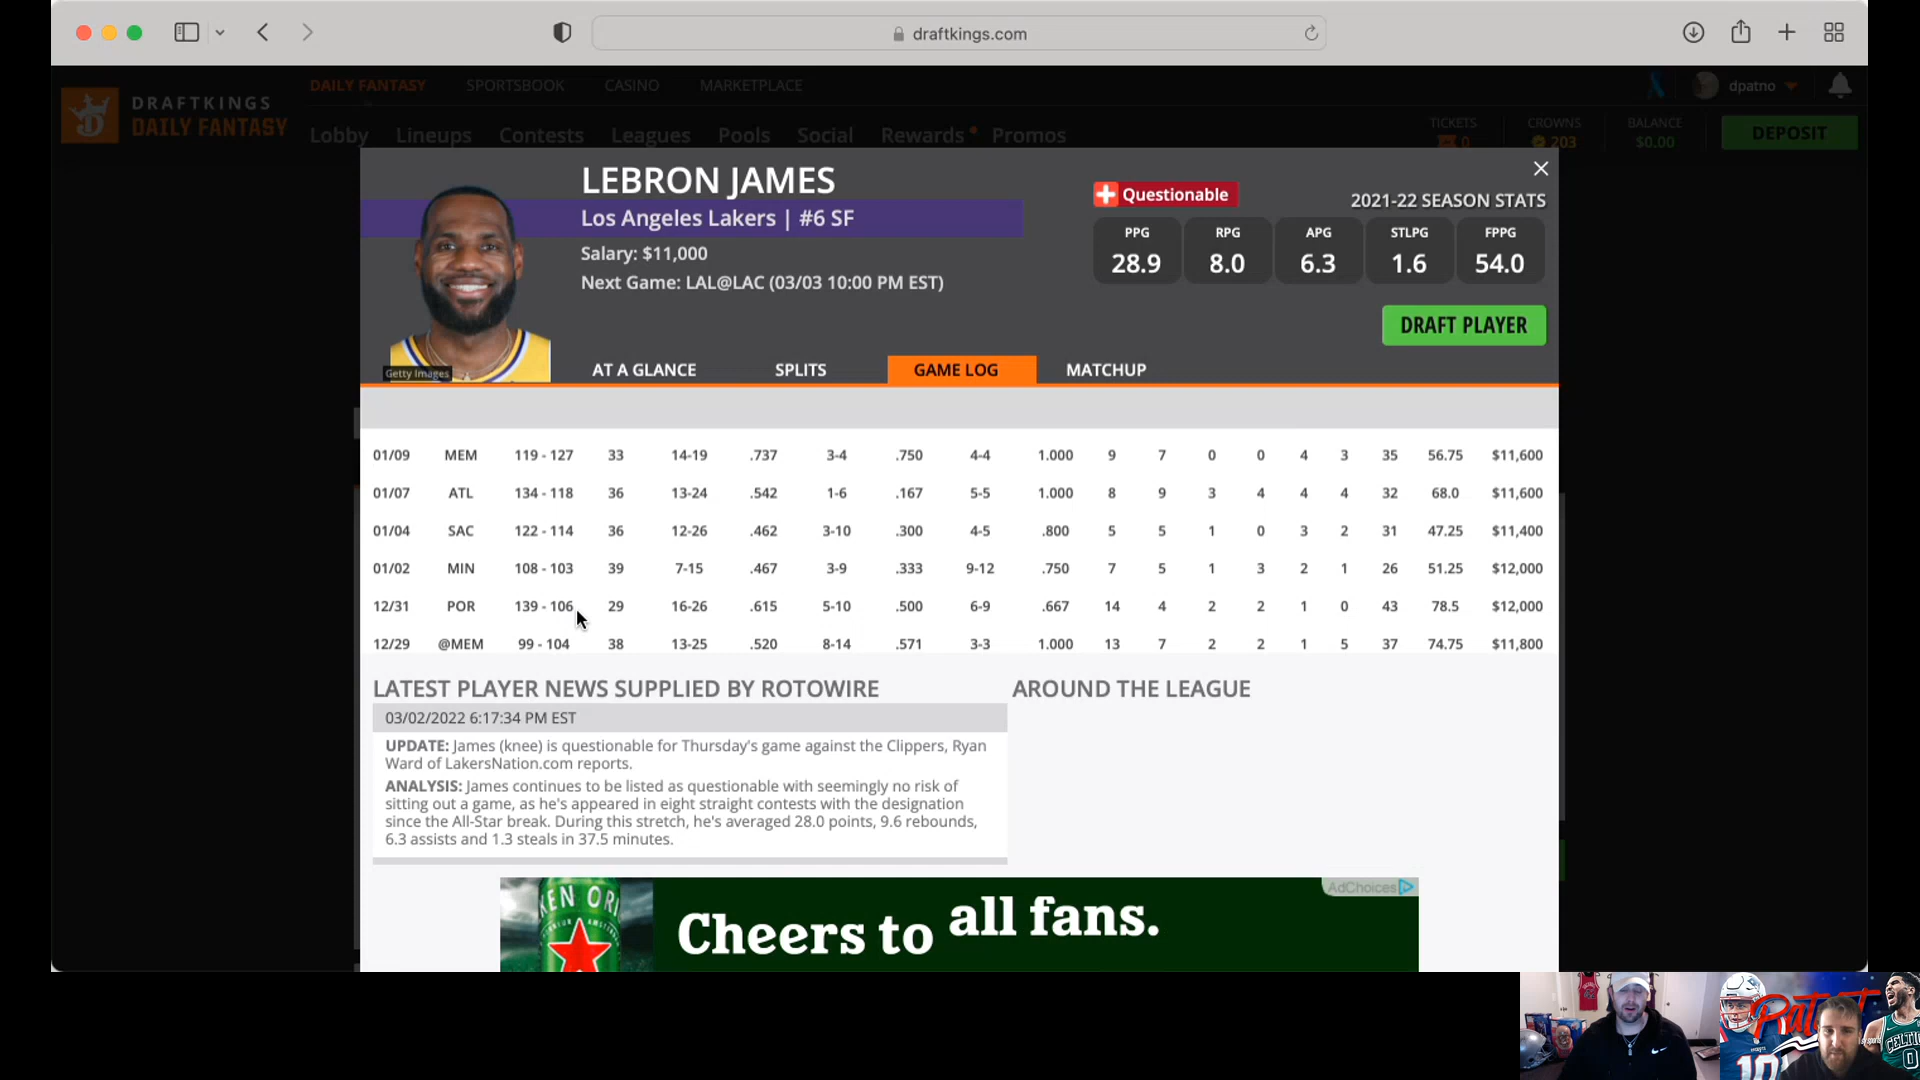 draftkings.com
DRAFTKINGS
DAILY FANTASY
DAILY FANTASY SPORTSBOOK CASINO MARKETPLACE
dpatno
Lobby Lineups Contests Leagues Pools Social Rewards Promos
TICKETS CROWNS BALANCE
0 203 $0.00
DEPOSIT
LEBRON JAMES
Los Angeles Lakers | #6 SF
Salary: $11,000
Next Game: LAL@LAC (03/03 10:00 PM EST)
Questionable
2021-22 SEASON STATS
PPG RPG APG STLPG FPPG
28.9 8.0 6.3 1.6 54.0
DRAFT PLAYER
Getty Images
AT A GLANCE SPLITS GAME LOG MATCHUP
01/09 MEM 119 - 127 33 14-19 .737 3-4 .750 4-4 1.000 9 7 0 0 4 3 35 56.75 $11,600
01/07 ATL 134 - 118 36 13-24 .542 1-6 .167 5-5 1.000 8 9 3 4 4 4 32 68.0 $11,600
01/04 SAC 122 - 114 36 12-26 .462 3-10 .300 4-5 .800 5 5 1 0 3 2 31 47.25 $11,400
01/02 MIN 108 - 103 39 7-15 .467 3-9 .333 9-12 .750 7 5 1 3 2 1 26 51.25 $12,000
12/31 POR 139 - 106 29 16-26 .615 5-10 .500 6-9 .667 14 4 2 2 1 0 43 78.5 $12,000
12/29 @MEM 99 - 104 38 13-25 .520 8-14 .571 3-3 1.000 13 7 2 2 1 5 37 74.75 $11,800
LATEST PLAYER NEWS SUPPLIED BY ROTOWIRE
03/02/2022 6:17:34 PM EST
UPDATE: James (knee) is questionable for Thursday's game against the Clippers, Ryan
Ward of LakersNation.com reports.
ANALYSIS: James continues to be listed as questionable with seemingly no risk of
sitting out a game, as he's appeared in eight straight contests with the designation
since the All-Star break. During this stretch, he's averaged 28.0 points, 9.6 rebounds,
6.3 assists and 1.3 steals in 37.5 minutes.
AROUND THE LEAGUE
KEN ORI
Cheers to all fans.
AdChoices